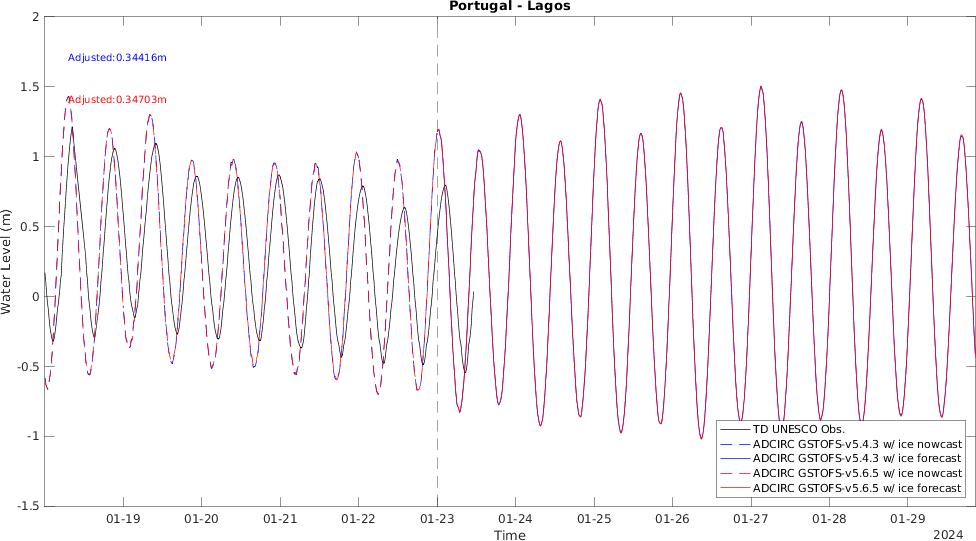 Portugal - Lagos
Adjusted:0.34416m
Adjusted:0.34703m
Water Level (m)
2
1.5
1
0.5
0
-0.5
-1
-1.5
TD UNESCO Obs.
ADCIRC GSTOFS-v5.4.3 w/ ice nowcast
ADCIRC GSTOFS-v5.4.3 w/ ice forecast
ADCIRC GSTOFS-v5.6.5 w/ ice nowcast
ADCIRC GSTOFS-v5.6.5 w/ ice forecast
01-19 01-20 01-21 01-22 01-23 01-24 01-25 01-26 01-27 01-28 01-29
Time
2024